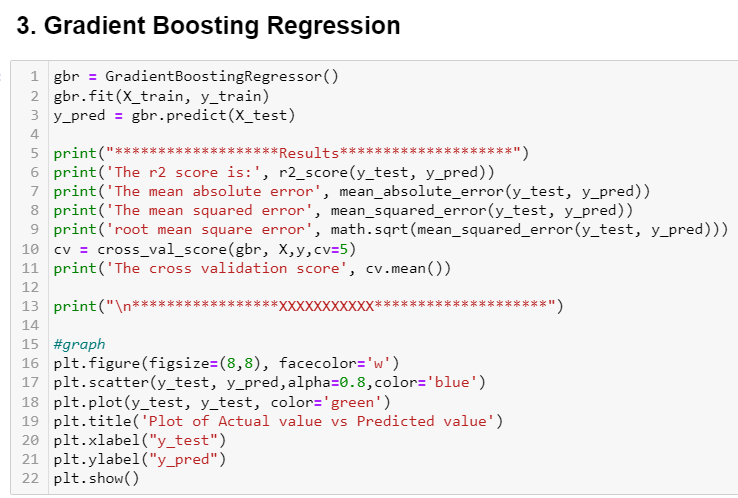 3. Gradient Boosting Regression
1 gbr = GradientBoostingRegressor()
2 gbr.fit(X_train, y_train)
3 y_pred = gbr.predict(X_test)
4
5 print("*******************Results********************")
6 print('The r2 score is:', r2_score(y_test, y_pred))
7 print('The mean absolute error', mean_absolute_error(y_test, y_pred))
8 print('The mean squared error', mean_squared_error(y_test, y_pred))
9 print('root mean square error', math.sqrt(mean_squared_error(y_test, y_pred)))
10 cv = cross_val_score(gbr, X,y,cv=5)
11 print('The cross validation score', cv.mean())
12
13 print("\n*****************XXXXXXXXXXX********************")
14
15 #graph
16 plt.figure(figsize=(8,8), facecolor='w')
17 plt.scatter(y_test, y_pred,alpha=0.8,color='blue')
18 plt.plot(y_test, y_test, color='green')
19 plt.title('Plot of Actual value vs Predicted value')
20 plt.xlabel("y_test")
21 plt.ylabel("y_pred")
22 plt.show()